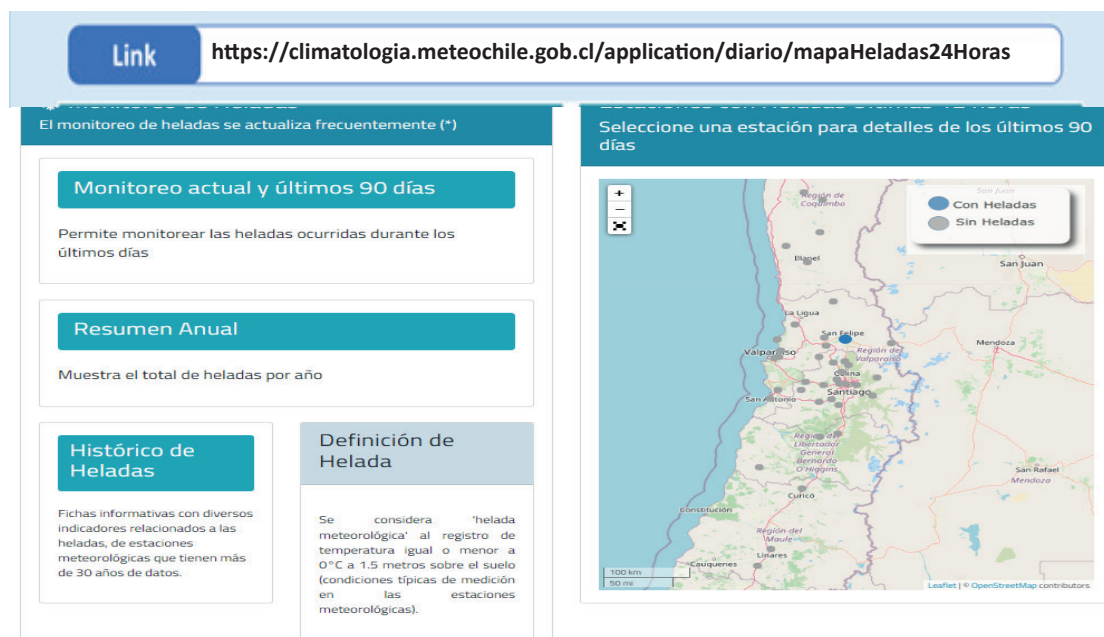 Link
https://climatologia.meteochile.gob.cl/application/diario/mapaHeladas24Horas
Monitoreo de Heladas
El monitoreo de heladas se actualiza frecuentemente (*)
Monitoreo actual y últimos 90 días
Permite monitorear las heladas ocurridas durante los
últimos días
Resumen Anual
Muestra el total de heladas por año
Histórico de
Heladas
Fichas informativas con diversos
indicadores relacionados a las
heladas, de estaciones
meteorológicas que tienen más
de 30 años de datos.
Definición de
Helada
Se considera 'helada
meteorológica' al registro de
temperatura igual o menor a
0°C a 1.5 metros sobre el suelo
(condiciones típicas de medición
en las estaciones
meteorológicas).
Seleccione una estación para detalles de los últimos 90
días
+
−
Con Heladas
Sin Heladas
San Juan
Región de
Coquimbo
Illapel
San Juan
La Ligua
San Felipe
Mendoza
Valparaíso
Región de
Valparaíso
Colina
Santiago
San Antonio
Región del
Libertador
General
Bernardo
O'Higgins
San Rafael
Mendoza
Curicó
Constitución
Región del
Maule
Linares
Cauquenes
100 km
50 mi
Leaflet | © OpenStreetMap contributors